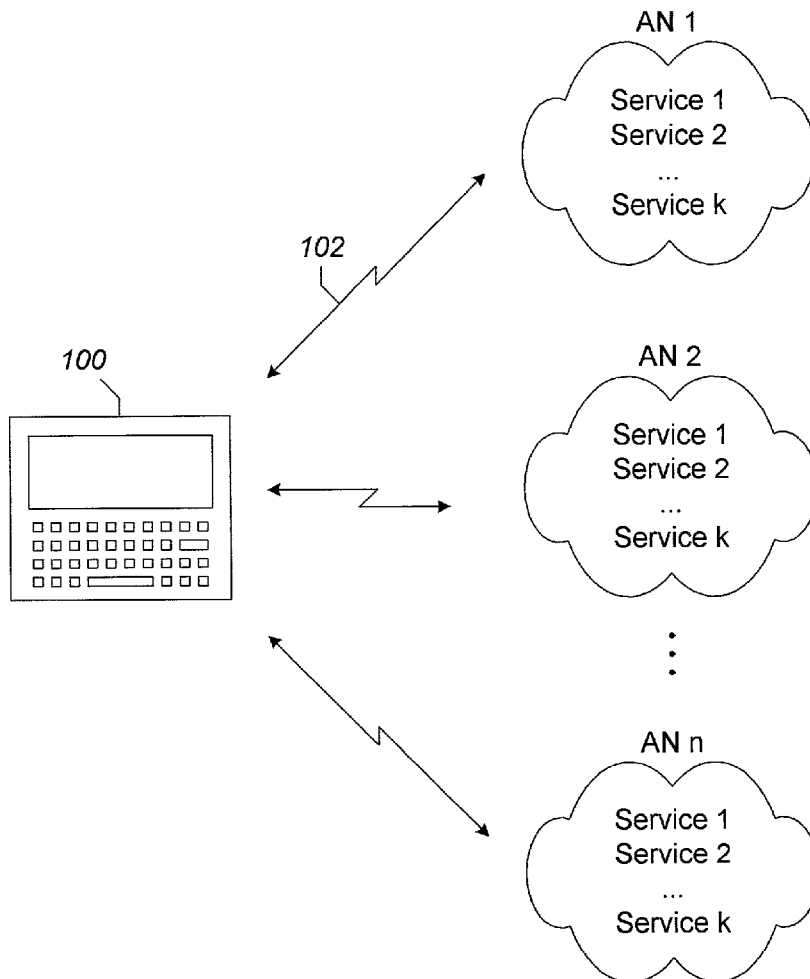 AN 1
Service 1
Service 2
...
Service k
102
100
AN 2
Service 1
Service 2
...
Service k
AN n
Service 1
Service 2
...
Service k